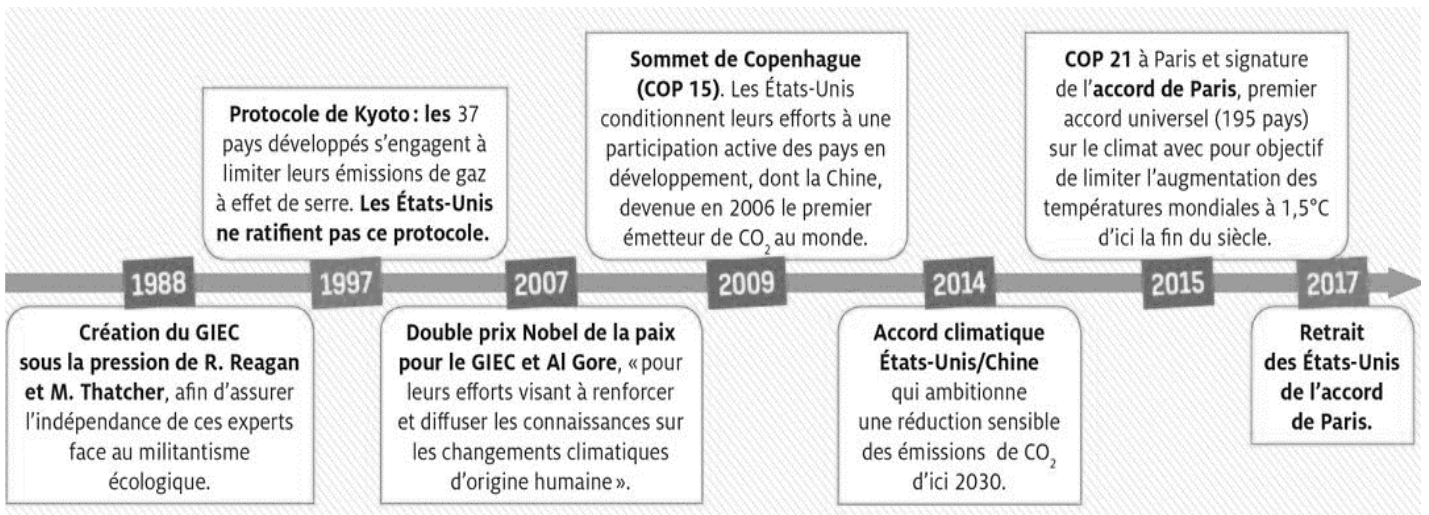 1988
Création du GIEC
sous la pression de R. Reagan
et M. Thatcher, afin d'assurer
l'indépendance de ces experts
face au militantisme
écologique.
Protocole de Kyoto : les 37
pays développés s'engagent à
limiter leurs émissions de gaz
à effet de serre. Les États-Unis
ne ratifient pas ce protocole.
1997
2007
Double prix Nobel de la paix
pour le GIEC et Al Gore, « pour
leurs efforts visant à renforcer
et diffuser les connaissances sur
les changements climatiques
d'origine humaine ».
Sommet de Copenhague
(COP 15). Les États-Unis
conditionnent leurs efforts à une
participation active des pays en
développement, dont la Chine,
devenue en 2006 le premier
émetteur de CO₂ au monde.
2009
2014
Accord climatique
États-Unis/Chine
qui ambitionne
une réduction sensible
des émissions de CO₂
d'ici 2030.
COP 21 à Paris et signature
de l'accord de Paris, premier
accord universel (195 pays)
sur le climat avec pour objectif
de limiter l'augmentation des
températures mondiales à 1,5°C
d'ici la fin du siècle.
2015
2017
Retrait
des États-Unis
de l'accord
de Paris.